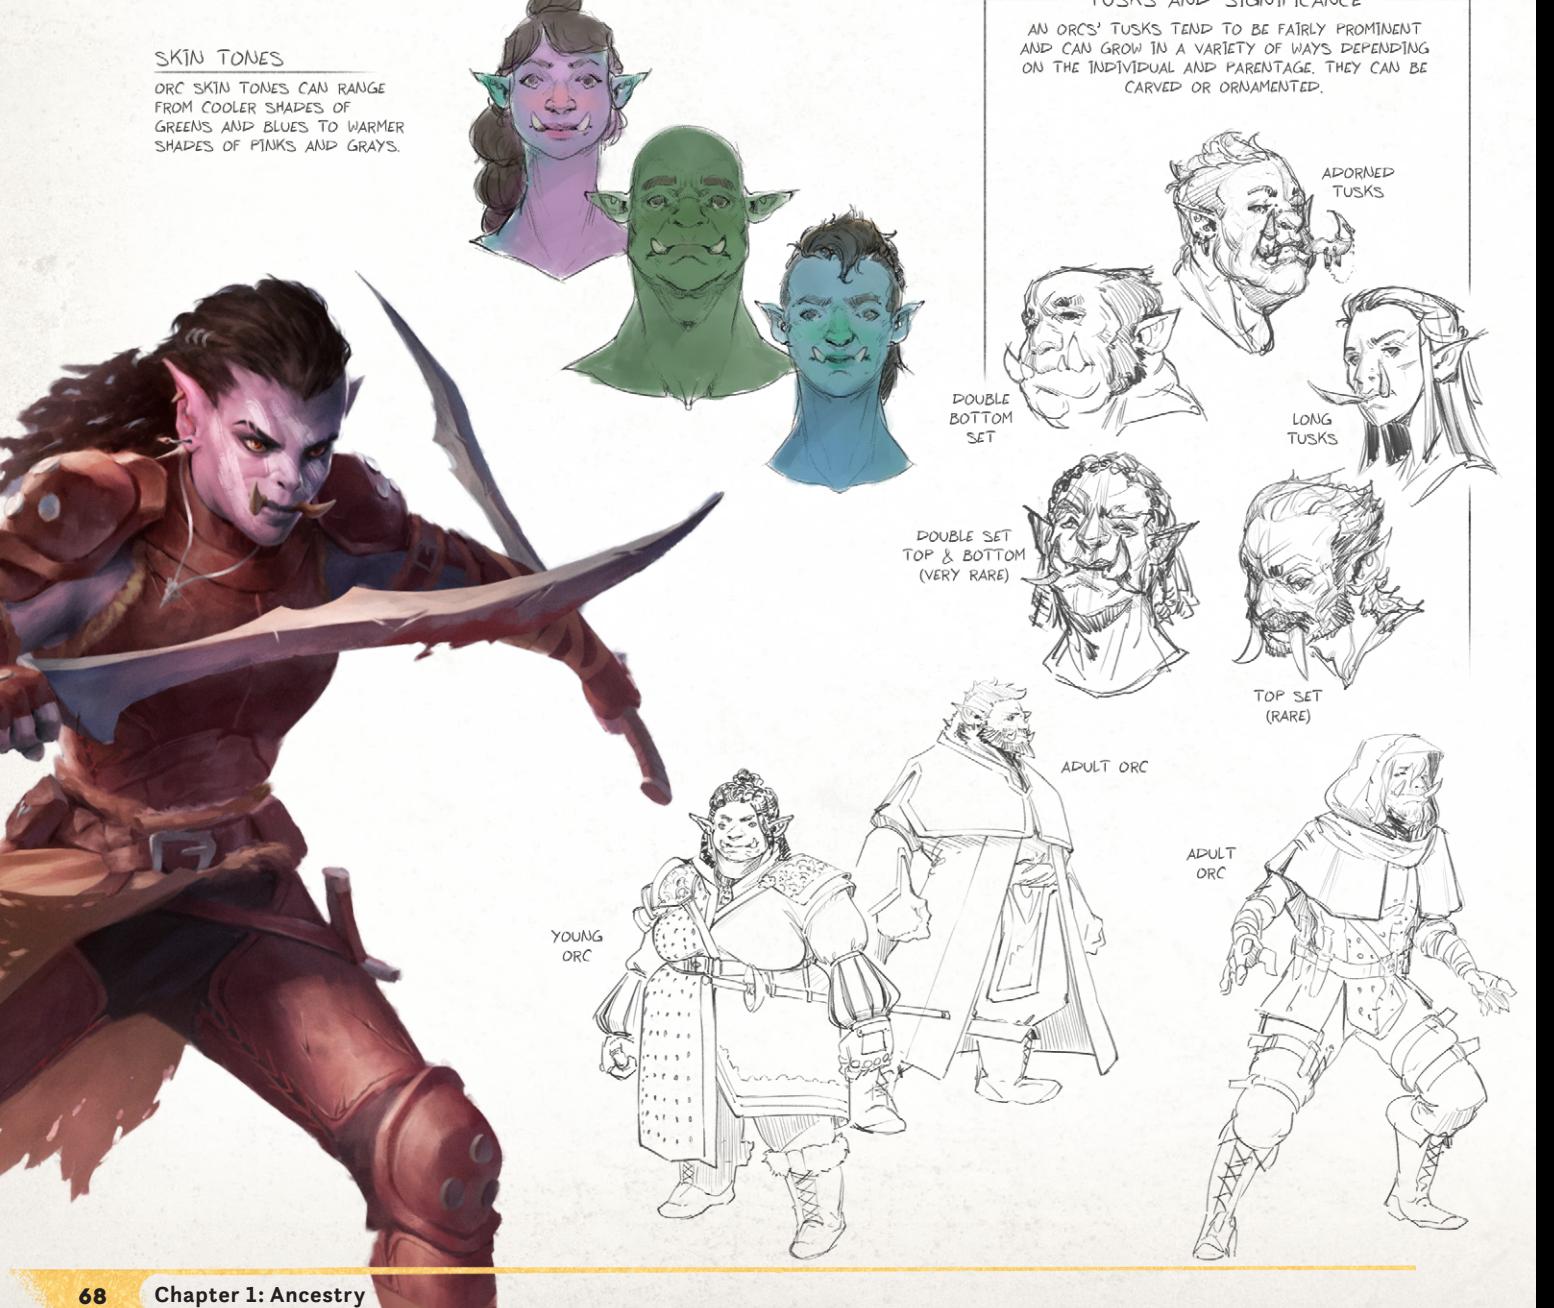 SKIN TONES
ORC SKIN TONES CAN RANGE
FROM COOLER SHADES OF
GREENS AND BLUES TO WARMER
SHADES OF PINKS AND GRAYS.
TUSKS AND SIGNIFICANCE
AN ORCS' TUSKS TEND TO BE FAIRLY PROMINENT
AND CAN GROW IN A VARIETY OF WAYS DEPENDING
ON THE INDIVIDUAL AND PARENTAGE. THEY CAN BE
CARVED OR ORNAMENTED.
ADORNED
TUSKS
DOUBLE
BOTTOM
SET
LONG
TUSKS
DOUBLE SET
TOP & BOTTOM
(VERY RARE)
TOP SET
(RARE)
ADULT ORC
ADULT
ORC
YOUNG
ORC
68
Chapter 1: Ancestry